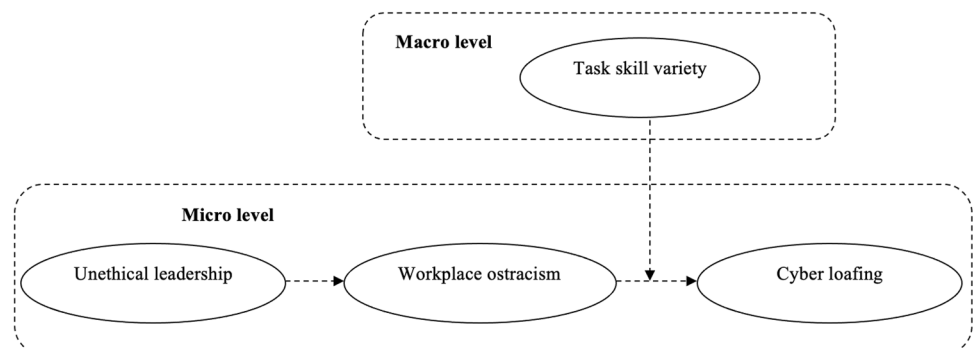 Macro level
Task skill variety
Micro level
Unethical leadership
Workplace ostracism
Cyber loafing